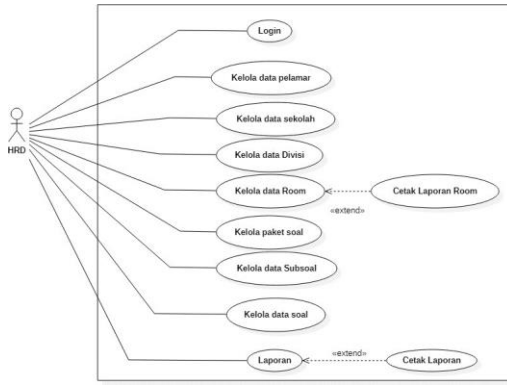 Login
Kelola data pelamar
Kelola data sekolah
HRD
Kelola data Divisi
Kelola data Room
Cetak Laporan Room
«extend»
Kelola paket soal
Kelola data Subsoal
Kelola data soal
«extend»
Laporan
Cetak Laporan